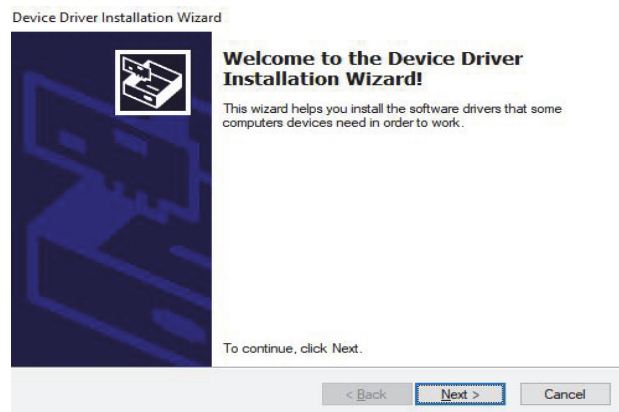 Device Driver Installation Wizard
Welcome to the Device Driver
Installation Wizard!
This wizard helps you install the software drivers that some
computers devices need in order to work.
To continue, click Next.
< Back
Next >
Cancel